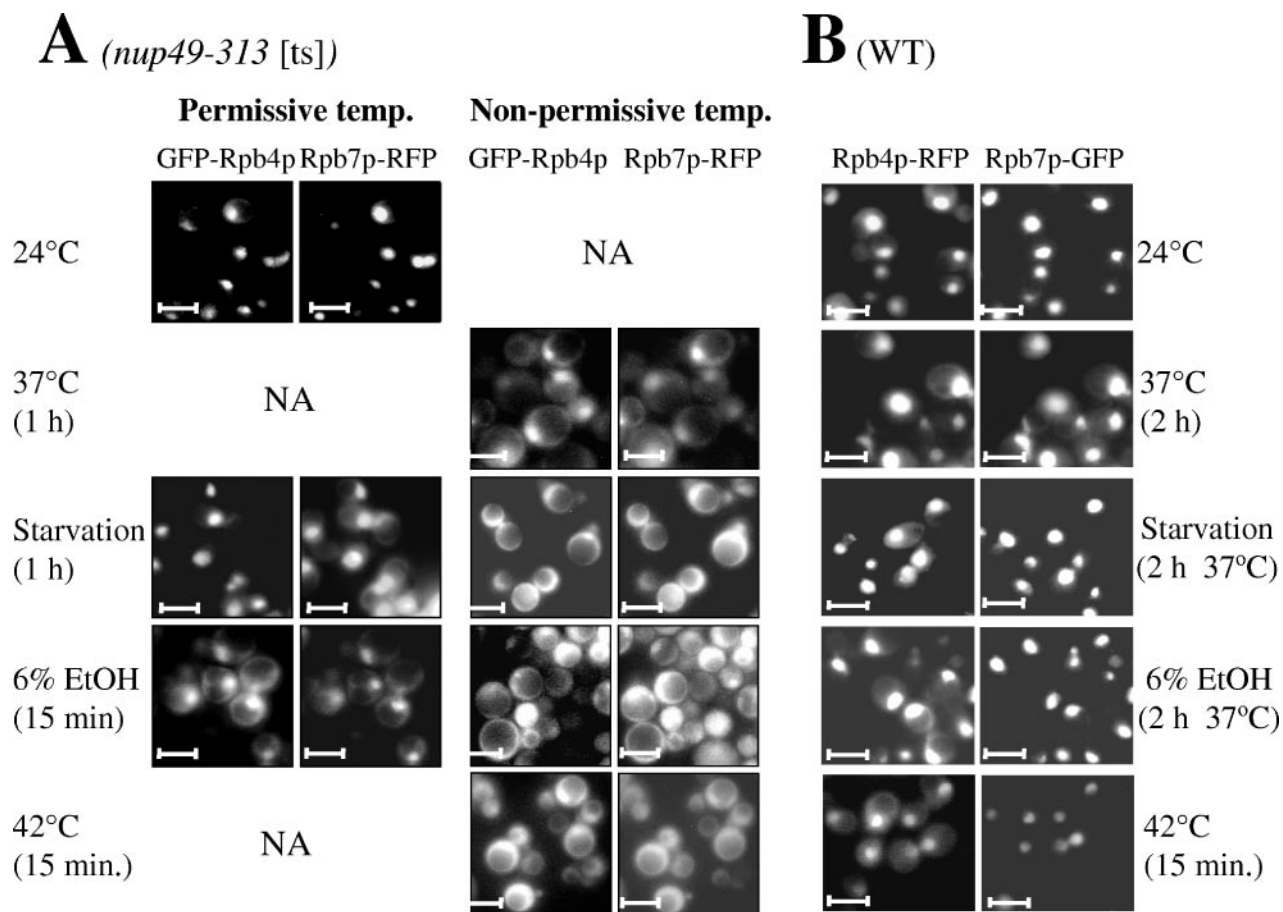 A (nup49-313 [ts])
B (WT)
Permissive temp.
Non-permissive temp.
GFP-Rpb4p Rpb7p-RFP
GFP-Rpb4p Rpb7p-RFP
Rpb4p-RFP Rpb7p-GFP
24°C
NA
24°C
37°C
(1 h)
NA
37°C
(2 h)
Starvation
(1 h)
Starvation
(2 h 37°C)
6% EtOH
(15 min)
6% EtOH
(2 h 37°C)
42°C
(15 min.)
NA
42°C
(15 min.)